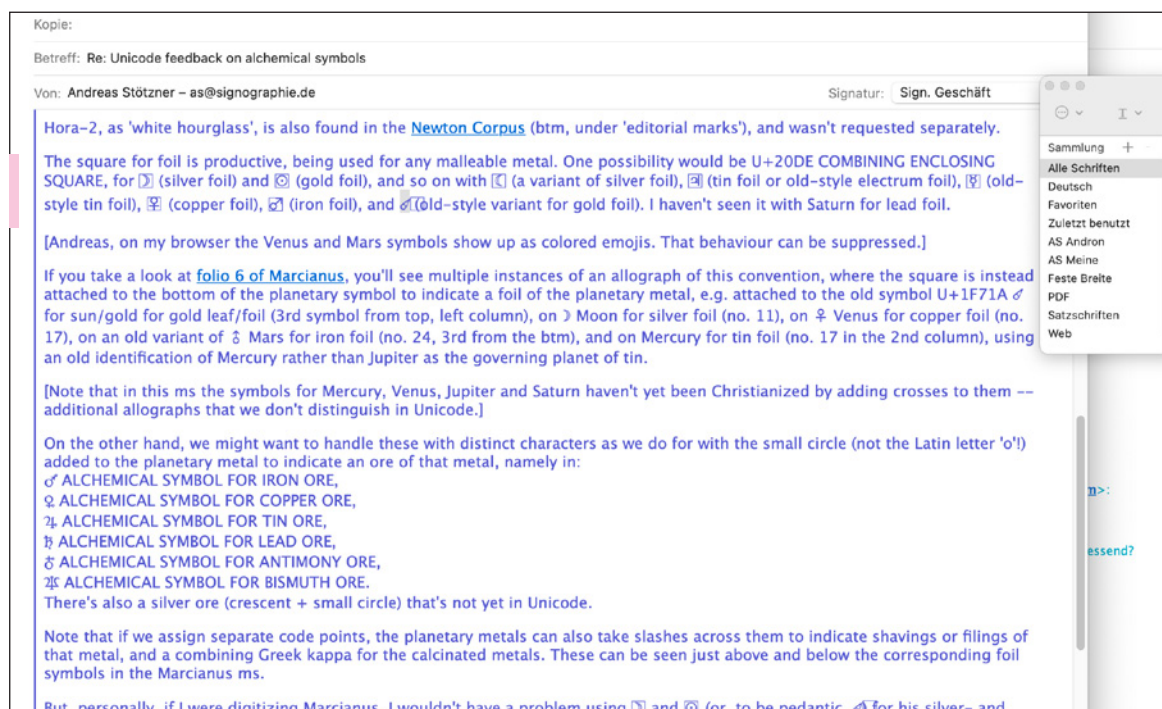 Kopie:
Betreff: Re: Unicode feedback on alchemical symbols
Von: Andreas Stötzner – as@signographie.de
Signatur: Sign. Geschäft
Hora-2, as 'white hourglass', is also found in the Newton Corpus (btm, under 'editorial marks'), and wasn't requested separately.
The square for foil is productive, being used for any malleable metal. One possibility would be U+20DE COMBINING ENCLOSING
SQUARE, for ☽⃞ (silver foil) and ☉⃞ (gold foil), and so on with ☾⃞ (a variant of silver foil), ♃⃞ (tin foil or old-style electrum foil), ☿⃞ (old-
style tin foil), ♀⃞ (copper foil), ♂⃞ (iron foil), and 🜚⃞ (old-style variant for gold foil). I haven't seen it with Saturn for lead foil.
[Andreas, on my browser the Venus and Mars symbols show up as colored emojis. That behaviour can be suppressed.]
If you take a look at folio 6 of Marcianus, you'll see multiple instances of an allograph of this convention, where the square is instead
attached to the bottom of the planetary symbol to indicate a foil of the planetary metal, e.g. attached to the old symbol U+1F71A 🜚
for sun/gold for gold leaf/foil (3rd symbol from top, left column), on ☽ Moon for silver foil (no. 11), on ♀ Venus for copper foil (no.
17), on an old variant of ♂ Mars for iron foil (no. 24, 3rd from the btm), and on Mercury for tin foil (no. 17 in the 2nd column), using
an old identification of Mercury rather than Jupiter as the governing planet of tin.
[Note that in this ms the symbols for Mercury, Venus, Jupiter and Saturn haven't yet been Christianized by adding crosses to them --
additional allographs that we don't distinguish in Unicode.]
On the other hand, we might want to handle these with distinct characters as we do for with the small circle (not the Latin letter 'o'!)
added to the planetary metal to indicate an ore of that metal, namely in:
🜜 ALCHEMICAL SYMBOL FOR IRON ORE,
🜠 ALCHEMICAL SYMBOL FOR COPPER ORE,
🜩 ALCHEMICAL SYMBOL FOR TIN ORE,
🜪 ALCHEMICAL SYMBOL FOR LEAD ORE,
🜬 ALCHEMICAL SYMBOL FOR ANTIMONY ORE,
🜘 ALCHEMICAL SYMBOL FOR BISMUTH ORE.
There's also a silver ore (crescent + small circle) that's not yet in Unicode.
Note that if we assign separate code points, the planetary metals can also take slashes across them to indicate shavings or filings of
that metal, and a combining Greek kappa for the calcinated metals. These can be seen just above and below the corresponding foil
symbols in the Marcianus ms.
But, personally, if I were digitizing Marcianus, I wouldn't have a problem using ☽⃞ and ☉⃞ (or, to be pedantic, 🜚⃞ for his silver- and
Sammlung +
Alle Schriften
Deutsch
Favoriten
Zuletzt benutzt
AS Andron
AS Meine
Feste Breite
PDF
Satzschriften
Web
m>:
essend?